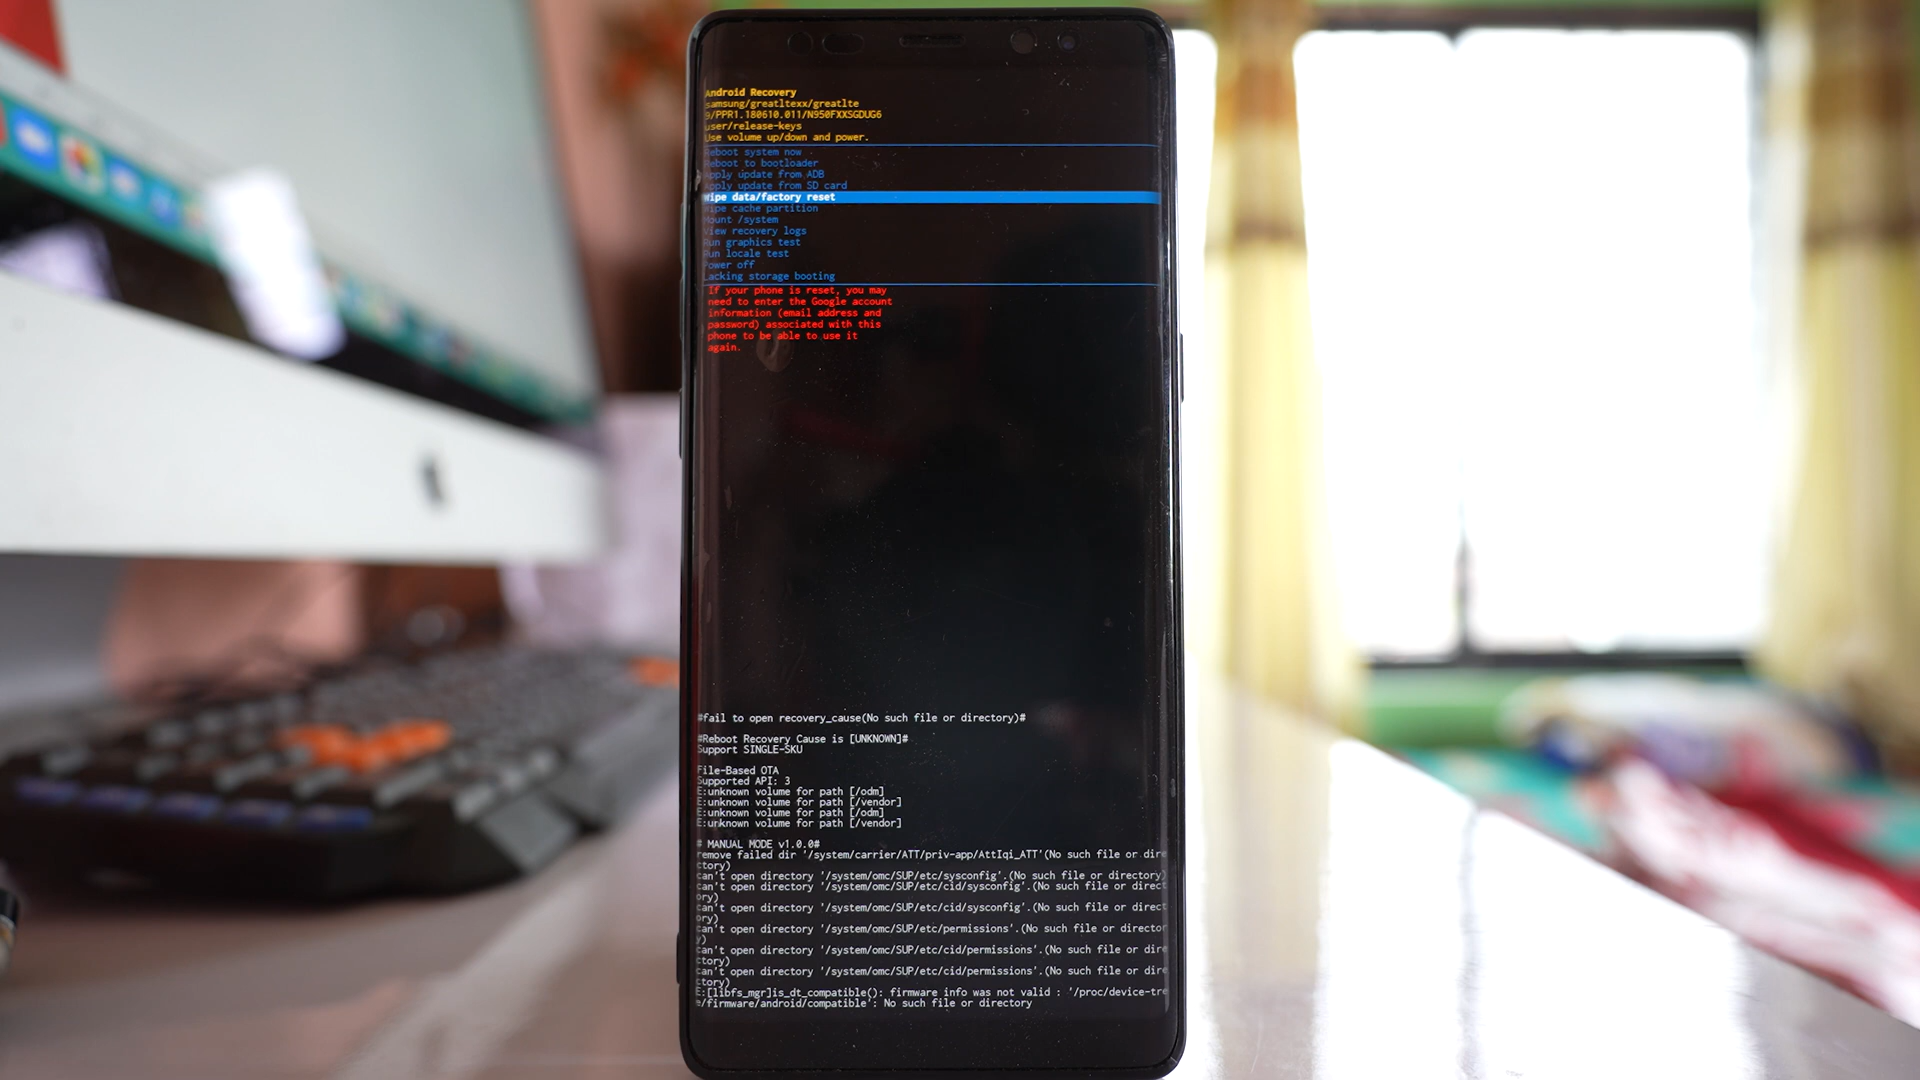 Android Recovery
samsung/greatltexx/greatlte
9/PPR1.180610.011/N950FXXSGDUG6
user/release-keys
Use volume up/down and power.
Reboot system now
Reboot to bootloader
Apply update from ADB
Apply update from SD card
Wipe data/factory reset
Wipe cache partition
Mount /system
View recovery logs
Run graphics test
Run locale test
Power off
Lacking storage booting
If your phone is reset, you may
need to enter the Google account
information (email address and
password) associated with this
phone to be able to use it
again.
#fail to open recovery_cause(No such file or directory)#
#Reboot Recovery Cause is [UNKNOWN]#
Support SINGLE-SKU
File-Based OTA
Supported API: 3
E:unknown volume for path [/odm]
E:unknown volume for path [/vendor]
E:unknown volume for path [/odm]
E:unknown volume for path [/vendor]
# MANUAL MODE v1.0.0#
remove failed dir '/system/carrier/ATT/priv-app/AttIqi_ATT'(No such file or dire
ctory)
can't open directory '/system/omc/SUP/etc/sysconfig'.(No such file or directory)
can't open directory '/system/omc/SUP/etc/cid/sysconfig'.(No such file or direct
ory)
can't open directory '/system/omc/SUP/etc/cid/sysconfig'.(No such file or direct
ory)
can't open directory '/system/omc/SUP/etc/permissions'.(No such file or director
y)
can't open directory '/system/omc/SUP/etc/cid/permissions'.(No such file or dire
ctory)
can't open directory '/system/omc/SUP/etc/cid/permissions'.(No such file or dire
ctory)
E:[libfs_mgr]is_dt_compatible(): firmware info was not valid : '/proc/device-tre
e/firmware/android/compatible': No such file or directory